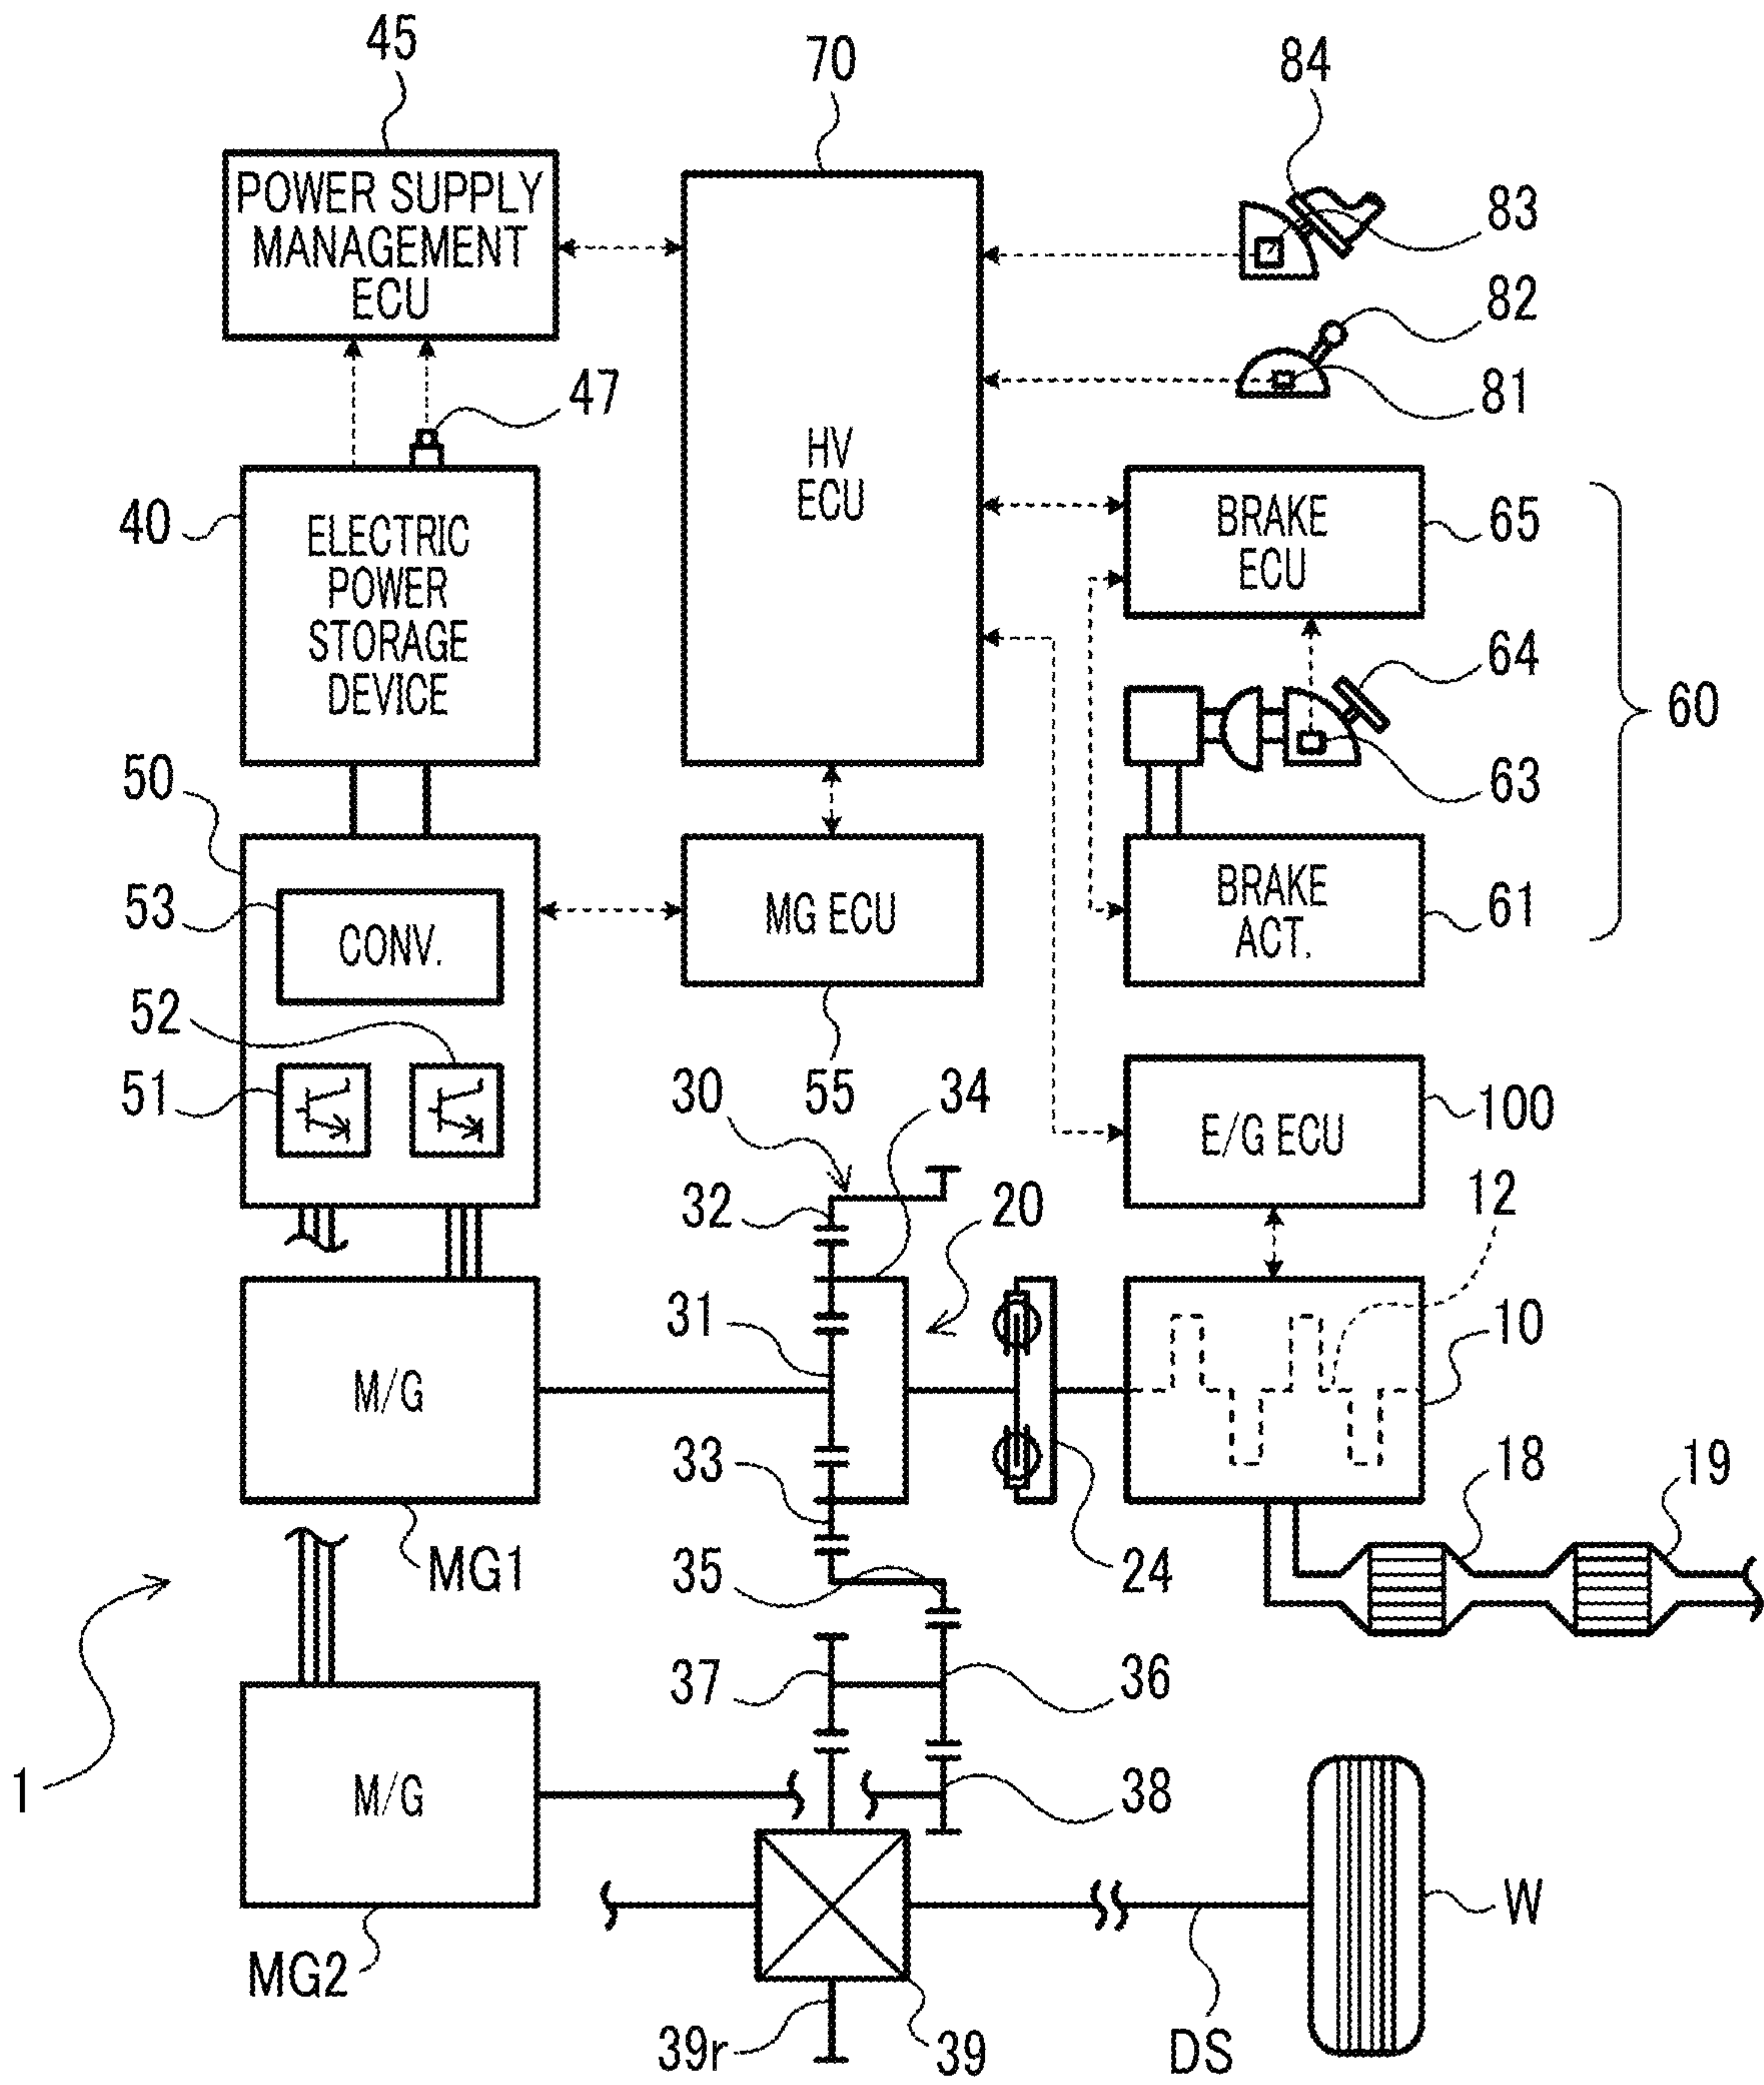 45
70
84
POWER SUPPLY
MANAGEMENT
ECU
83
82
47
81
HV
ECU
40
ELECTRIC
POWER
STORAGE
DEVICE
BRAKE
ECU
65
64
60
50
63
53
CONV.
MG ECU
BRAKE
ACT.
61
52
51
55
30
34
E/G ECU
100
32
20
12
31
M/G
10
33
18
19
MG1
35
24
37
36
1
M/G
38
W
MG2
39r
39
DS